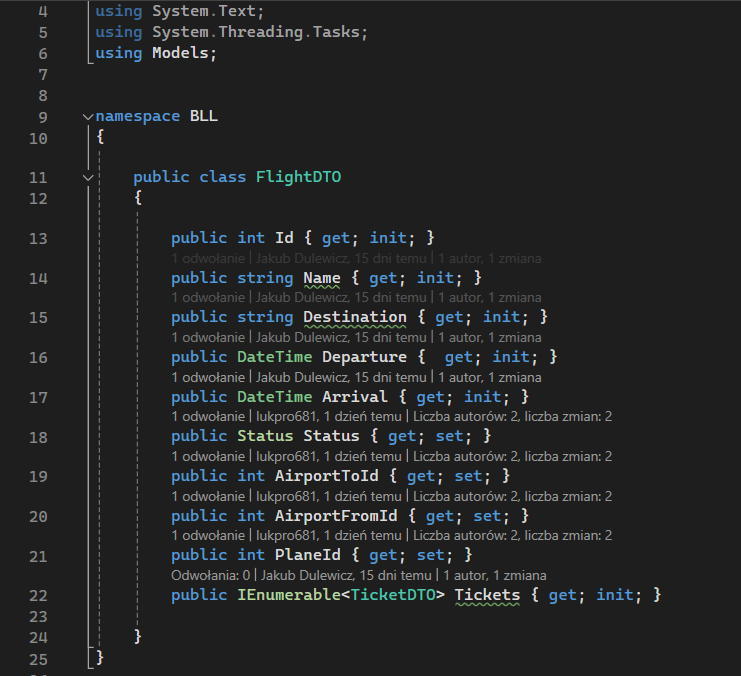 4 using System.Text;
5 using System.Threading.Tasks;
6 using Models;
7
8
9 namespace BLL
10 {
11 public class FlightDTO
12 {
13 public int Id { get; init; }
1 odwołanie | Jakub Dulewicz, 15 dni temu | 1 autor, 1 zmiana
14 public string Name { get; init; }
1 odwołanie | Jakub Dulewicz, 15 dni temu | 1 autor, 1 zmiana
15 public string Destination { get; init; }
1 odwołanie | Jakub Dulewicz, 15 dni temu | 1 autor, 1 zmiana
16 public DateTime Departure {  get; init; }
1 odwołanie | Jakub Dulewicz, 15 dni temu | 1 autor, 1 zmiana
17 public DateTime Arrival { get; init; }
1 odwołanie | lukpro681, 1 dzień temu | Liczba autorów: 2, liczba zmian: 2
18 public Status Status { get; set; }
1 odwołanie | lukpro681, 1 dzień temu | Liczba autorów: 2, liczba zmian: 2
19 public int AirportToId { get; set; }
1 odwołanie | lukpro681, 1 dzień temu | Liczba autorów: 2, liczba zmian: 2
20 public int AirportFromId { get; set; }
1 odwołanie | lukpro681, 1 dzień temu | Liczba autorów: 2, liczba zmian: 2
21 public int PlaneId { get; set; }
Odwołania: 0 | Jakub Dulewicz, 15 dni temu | 1 autor, 1 zmiana
22 public IEnumerable<TicketDTO> Tickets { get; init; }
23
24 }
25 }